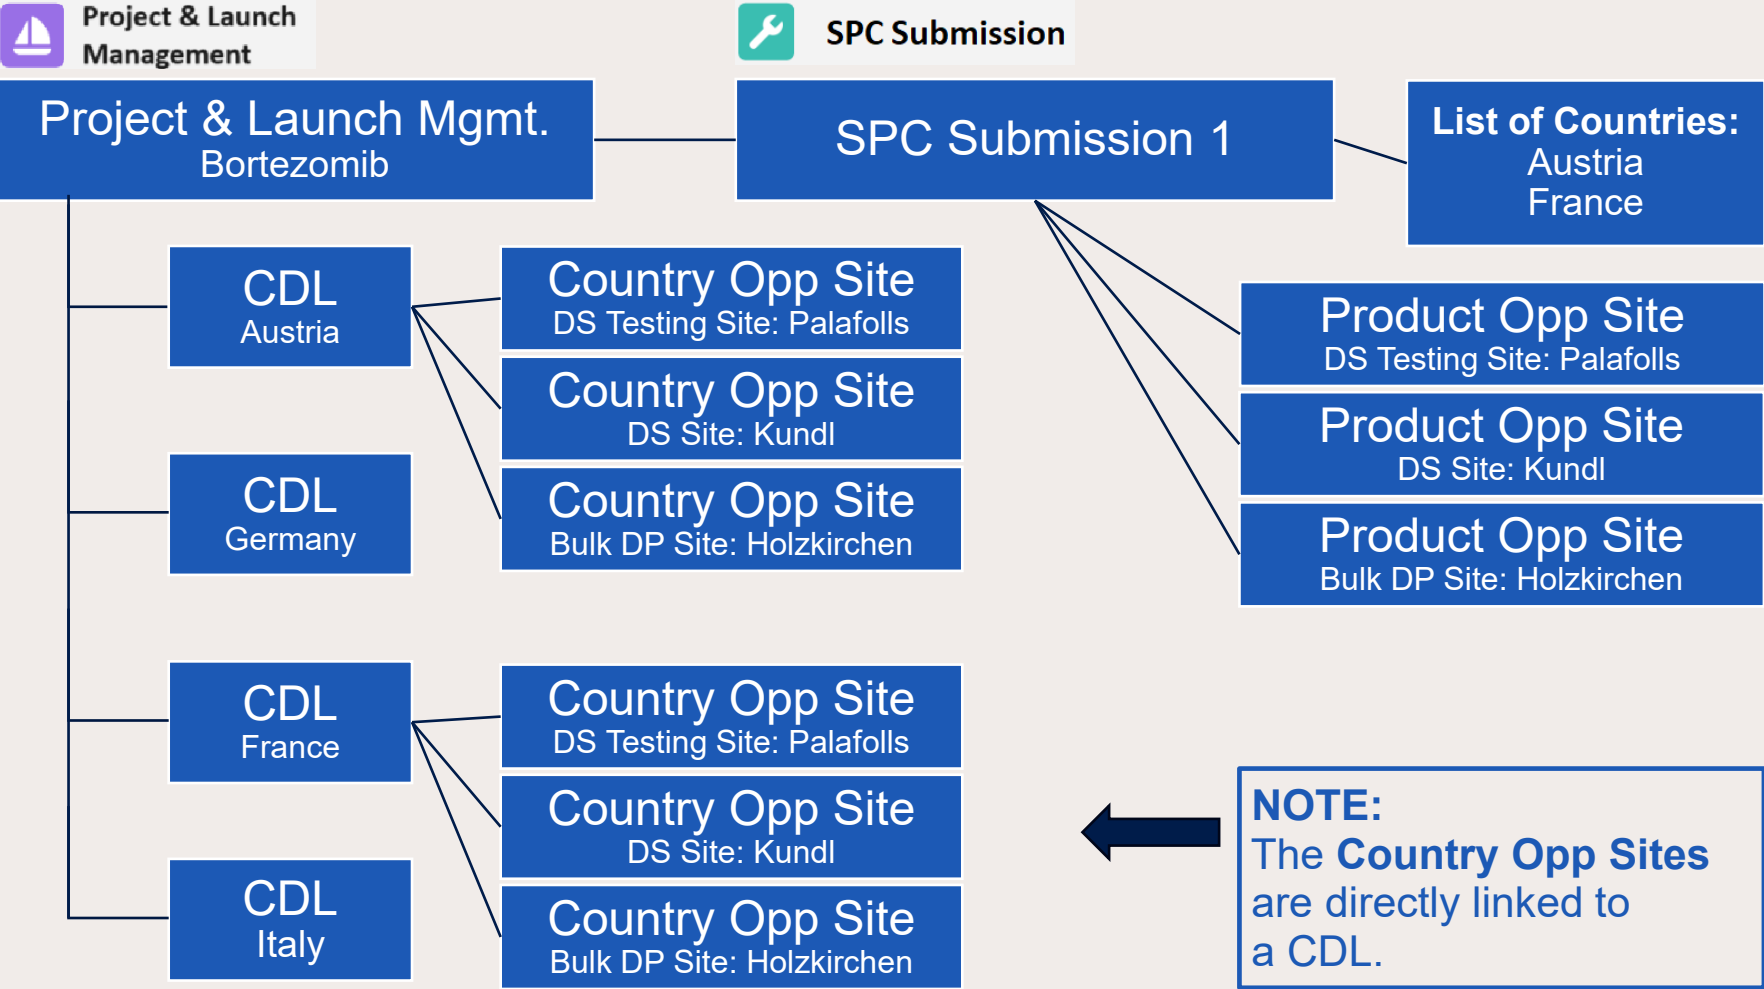 Project & Launch
Management
SPC Submission
Project & Launch Mgmt.
Bortezomib
SPC Submission 1
List of Countries:
Austria
France
CDL
Austria
Country Opp Site
DS Testing Site: Palafolls
Country Opp Site
DS Site: Kundl
Country Opp Site
Bulk DP Site: Holzkirchen
Product Opp Site
DS Testing Site: Palafolls
Product Opp Site
DS Site: Kundl
Product Opp Site
Bulk DP Site: Holzkirchen
CDL
Germany
CDL
France
Country Opp Site
DS Testing Site: Palafolls
Country Opp Site
DS Site: Kundl
Country Opp Site
Bulk DP Site: Holzkirchen
CDL
Italy
NOTE:
The Country Opp Sites
are directly linked to
a CDL.